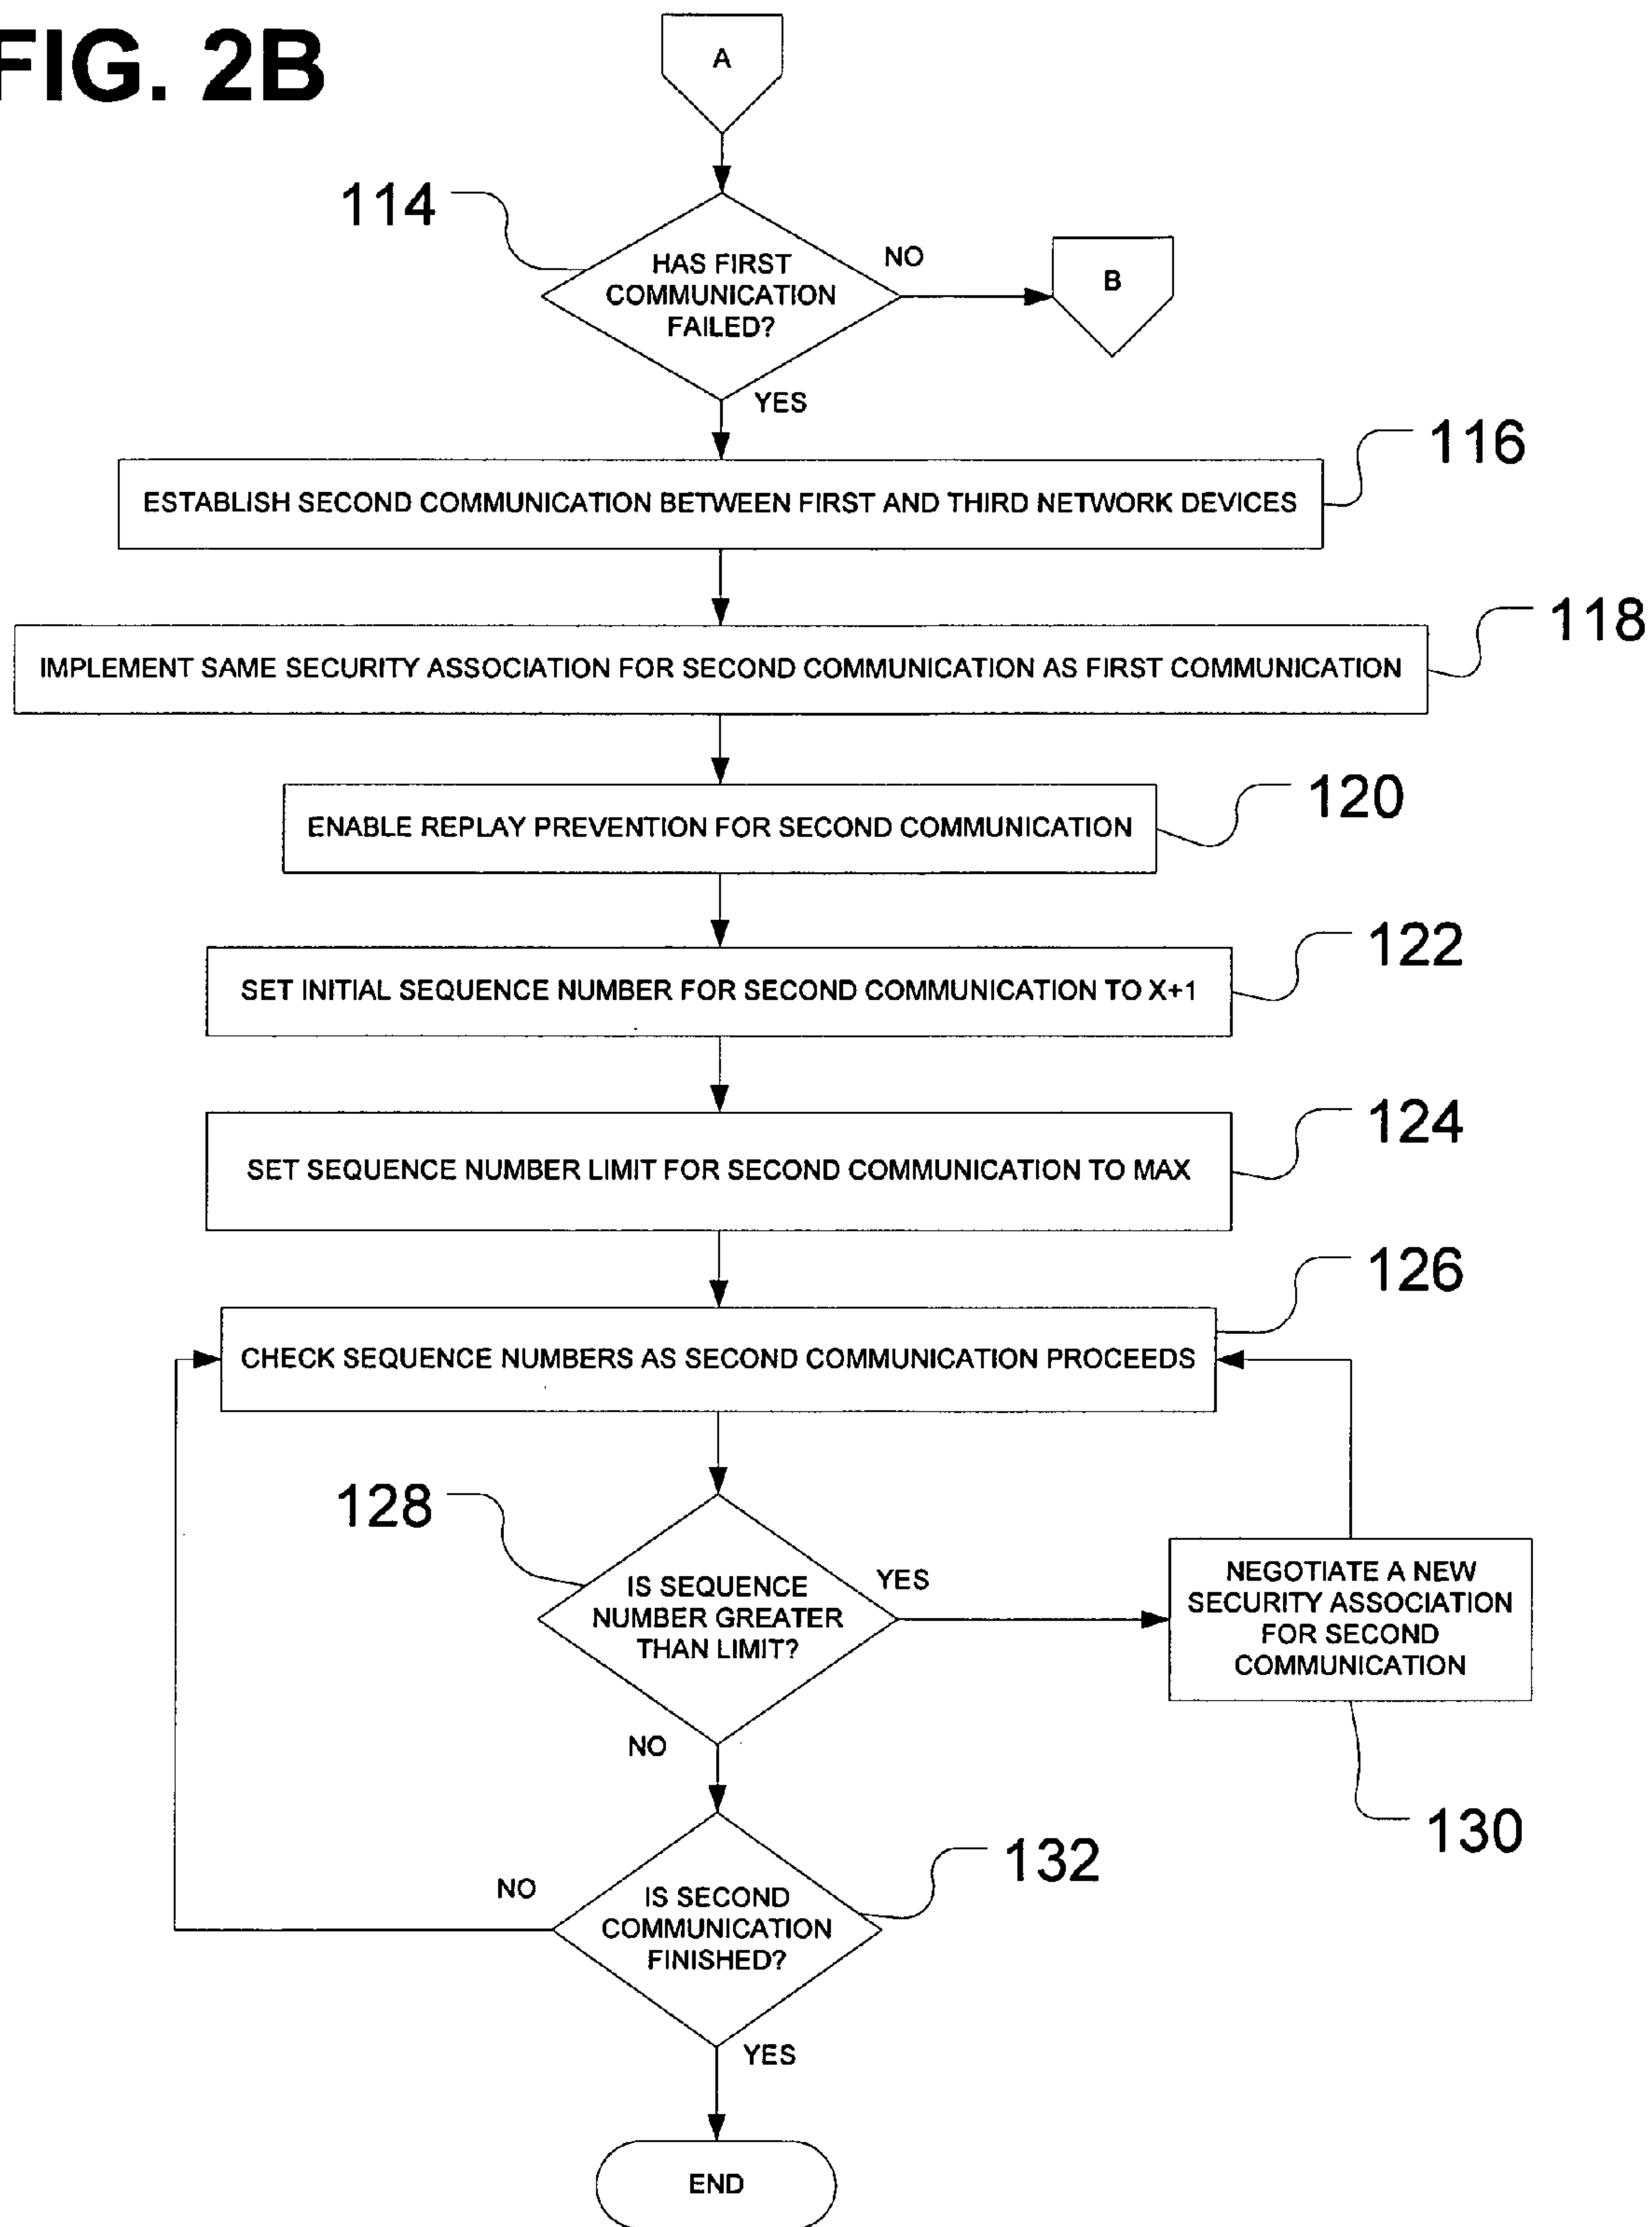 FIG. 2B
A
114
HAS FIRST
COMMUNICATION
FAILED?
NO
B
YES
116
ESTABLISH SECOND COMMUNICATION BETWEEN FIRST AND THIRD NETWORK DEVICES
118
IMPLEMENT SAME SECURITY ASSOCIATION FOR SECOND COMMUNICATION AS FIRST COMMUNICATION
120
ENABLE REPLAY PREVENTION FOR SECOND COMMUNICATION
122
SET INITIAL SEQUENCE NUMBER FOR SECOND COMMUNICATION TO X+1
124
SET SEQUENCE NUMBER LIMIT FOR SECOND COMMUNICATION TO MAX
126
CHECK SEQUENCE NUMBERS AS SECOND COMMUNICATION PROCEEDS
128
IS SEQUENCE
NUMBER GREATER
THAN LIMIT?
YES
NEGOTIATE A NEW
SECURITY ASSOCIATION
FOR SECOND
COMMUNICATION
NO
130
132
NO
IS SECOND
COMMUNICATION
FINISHED?
YES
END